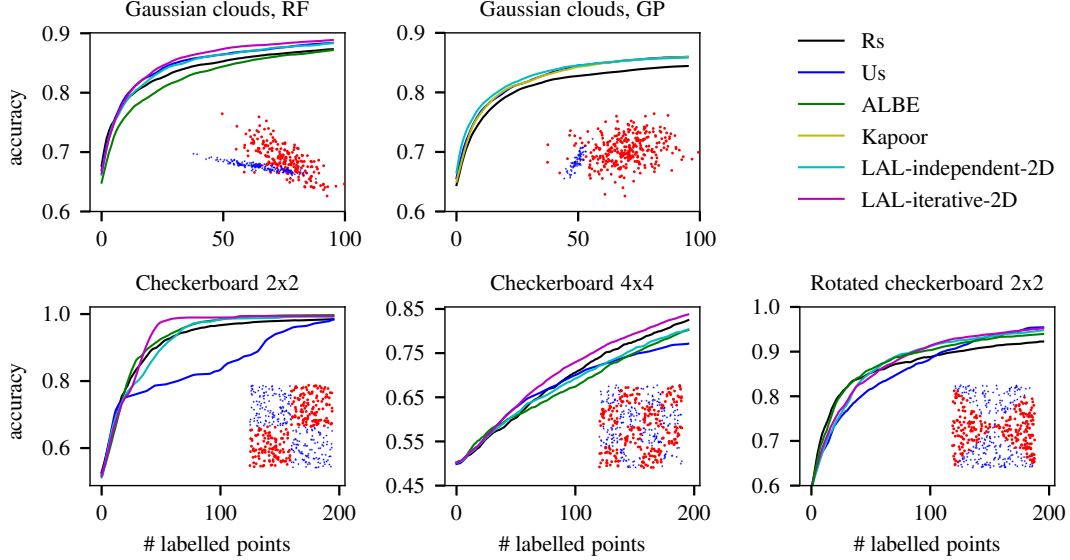 Gaussian clouds, RF
Gaussian clouds, GP
0.9
0.8
0.7
0.6
accuracy
0
50
100
0.9
0.8
0.7
0.6
0
50
100
Rs
Us
ALBE
Kapoor
LAL-independent-2D
LAL-iterative-2D
Checkerboard 2x2
Checkerboard 4x4
Rotated checkerboard 2x2
1.0
0.8
0.6
accuracy
0
100
200
# labelled points
0.85
0.75
0.65
0.55
0.45
0
100
200
# labelled points
1.0
0.9
0.8
0.7
0.6
0
100
200
# labelled points